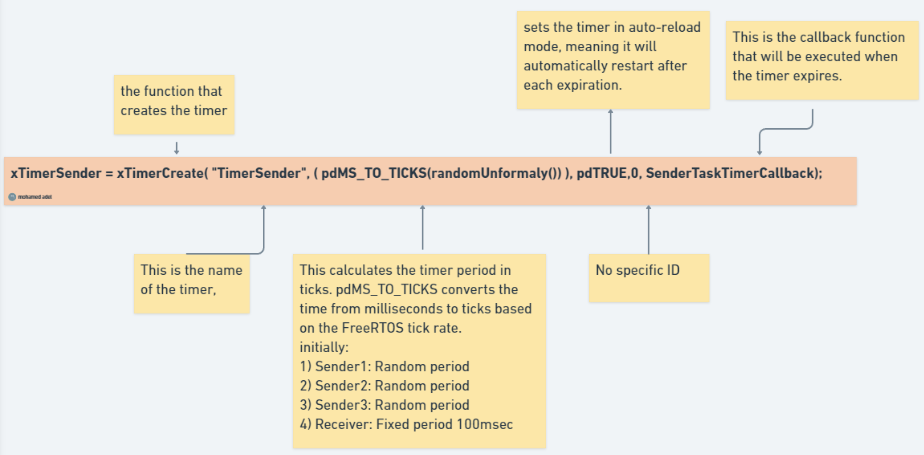 sets the timer in auto-reload
mode, meaning it will
automatically restart after
each expiration.
This is the callback function
that will be executed when
the timer expires.
the function that
creates the timer
xTimerSender = xTimerCreate( "TimerSender", ( pdMS_TO_TICKS(randomUnformaly()) ), pdTRUE,0, SenderTaskTimerCallback);
mohamed adel
This is the name
of the timer,
This calculates the timer period in
ticks. pdMS_TO_TICKS converts the
time from milliseconds to ticks based
on the FreeRTOS tick rate.
initially:
1) Sender1: Random period
2) Sender2: Random period
3) Sender3: Random period
4) Receiver: Fixed period 100msec
No specific ID